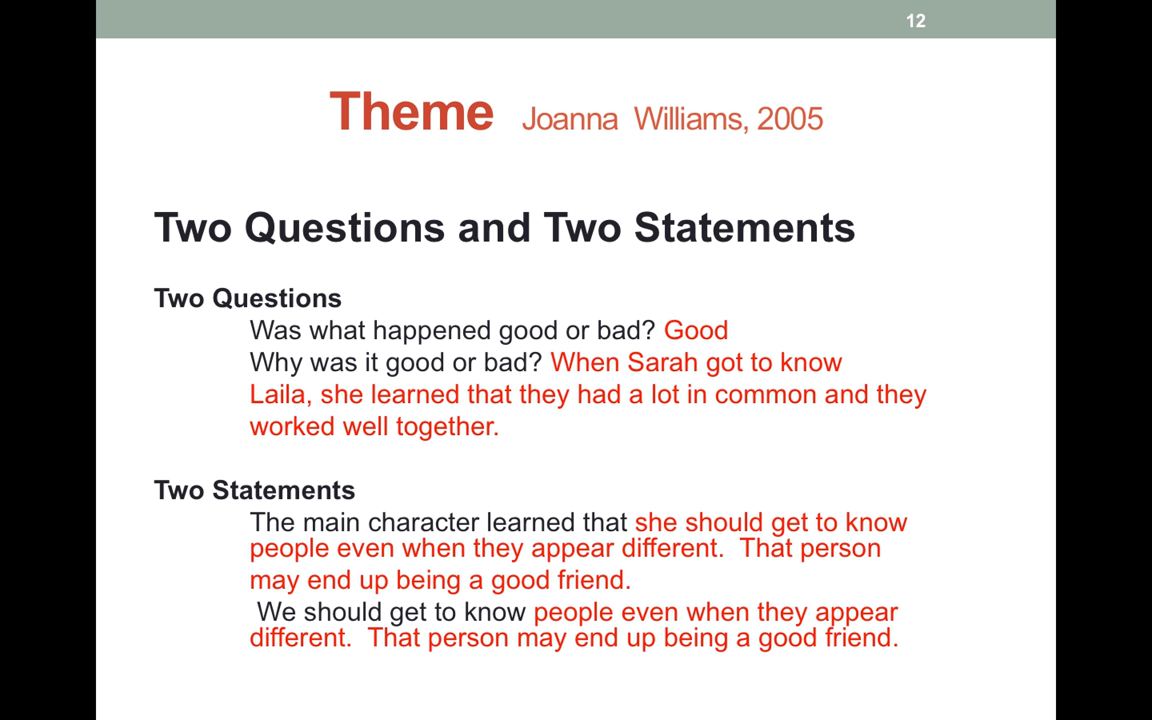 12
Theme Joanna Williams, 2005
Two Questions and Two Statements
Two Questions
Was what happened good or bad? Good
Why was it good or bad? When Sarah got to know
Laila, she learned that they had a lot in common and they
worked well together.
Two Statements
The main character learned that she should get to know
people even when they appear different. That person
may end up being a good friend.
We should get to know people even when they appear
different. That person may end up being a good friend.